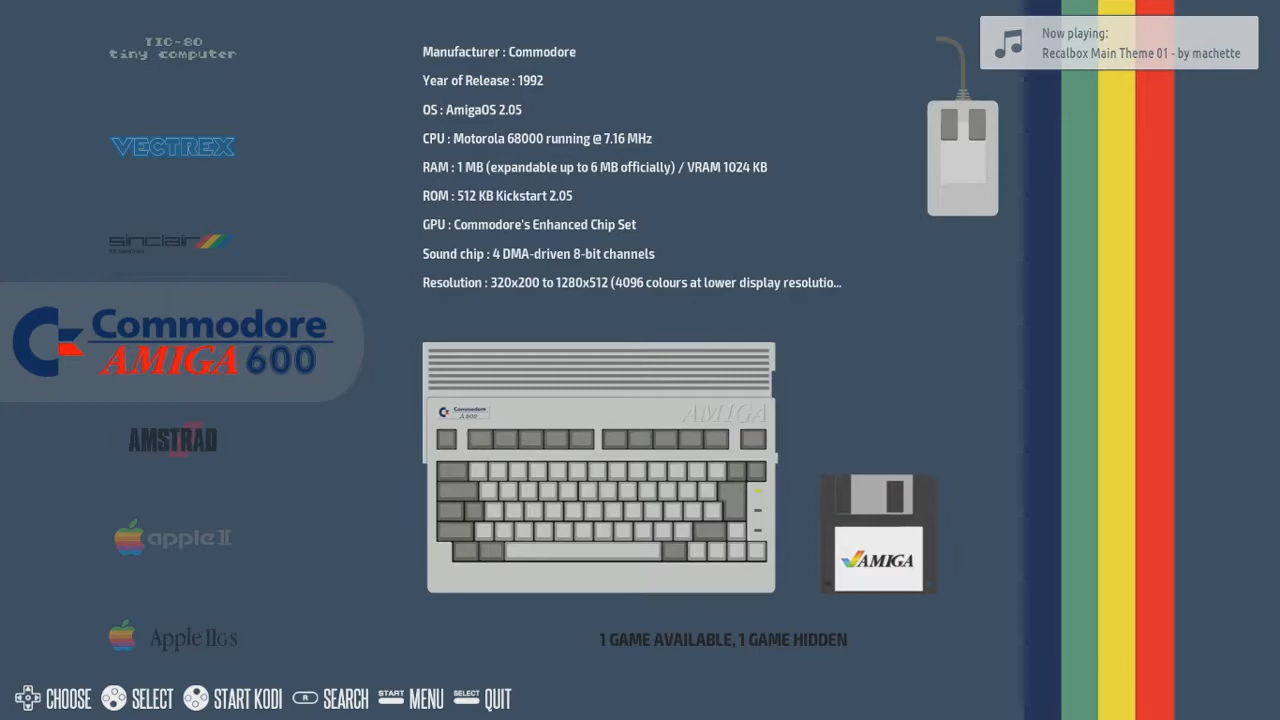 TIC-80
tiny computer
VECTREX
sinclair
Commodore
AMIGA 600
AMSTRAD
apple II
Apple IIGS
Manufacturer : Commodore
Year of Release : 1992
OS : AmigaOS 2.05
CPU : Motorola 68000 running @ 7.16 MHz
RAM : 1 MB (expandable up to 6 MB officially) / VRAM 1024 KB
ROM : 512 KB Kickstart 2.05
GPU : Commodore's Enhanced Chip Set
Sound chip : 4 DMA-driven 8-bit channels
Resolution : 320x200 to 1280x512 (4096 colours at lower display resolutio...
Now playing:
Recalbox Main Theme 01 - by machette
Commodore
A 600
AMIGA
AMIGA
1 GAME AVAILABLE, 1 GAME HIDDEN
CHOOSE SELECT START KODI R SEARCH START MENU SELECT QUIT